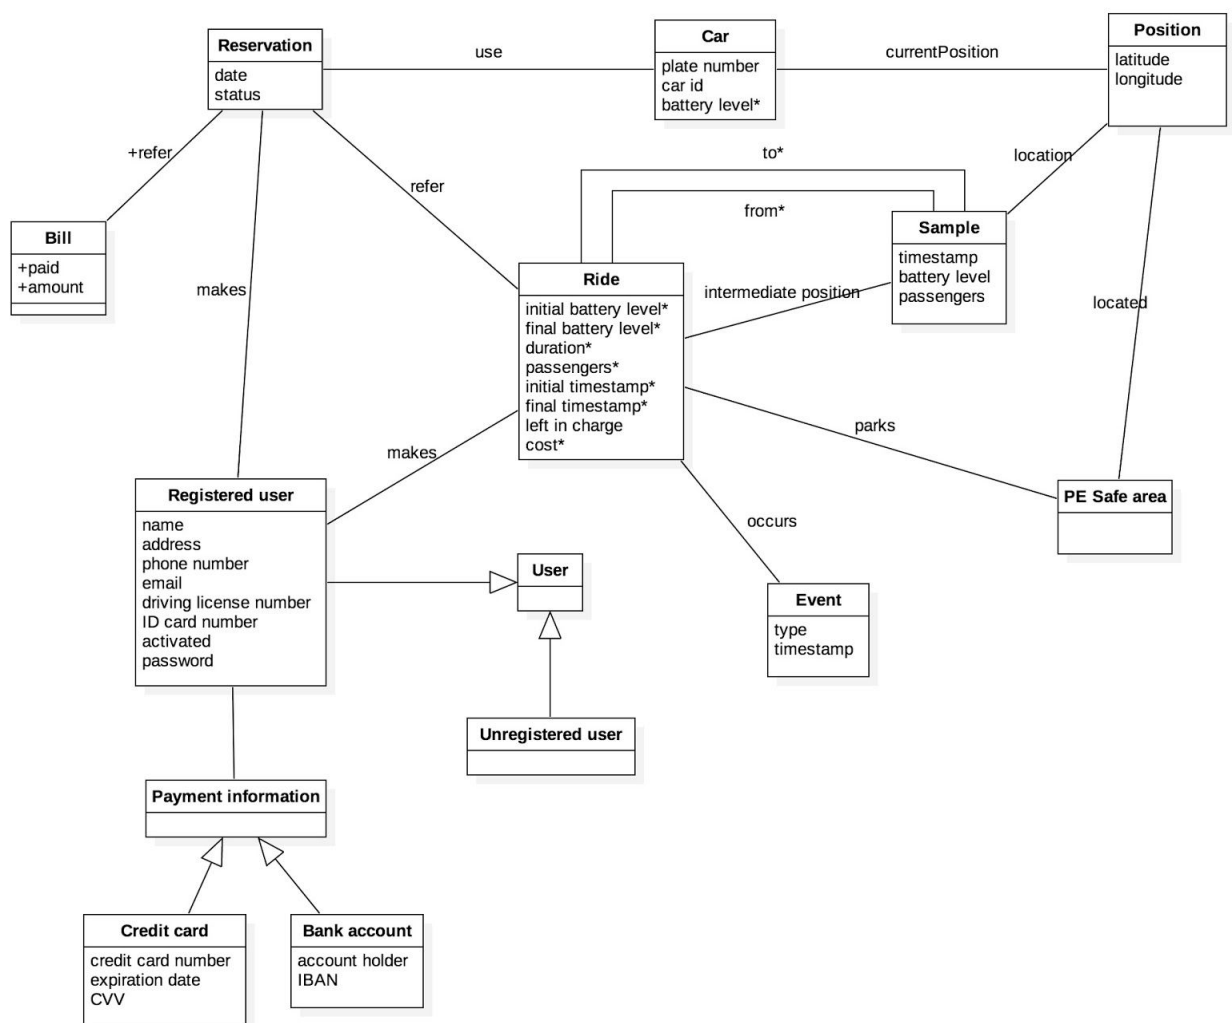 Reservation
date
status
use
Car
plate number
car id
battery level*
currentPosition
Position
latitude
longitude
+refer
refer
to*
from*
location
Bill
+paid
+amount
makes
Sample
timestamp
battery level
passengers
Ride
initial battery level*
final battery level*
duration*
passengers*
initial timestamp*
final timestamp*
left in charge
cost*
intermediate position
located
parks
makes
occurs
Registered user
name
address
phone number
email
driving license number
ID card number
activated
password
PE Safe area
User
Event
type
timestamp
Unregistered user
Payment information
Credit card
credit card number
expiration date
CVV
Bank account
account holder
IBAN